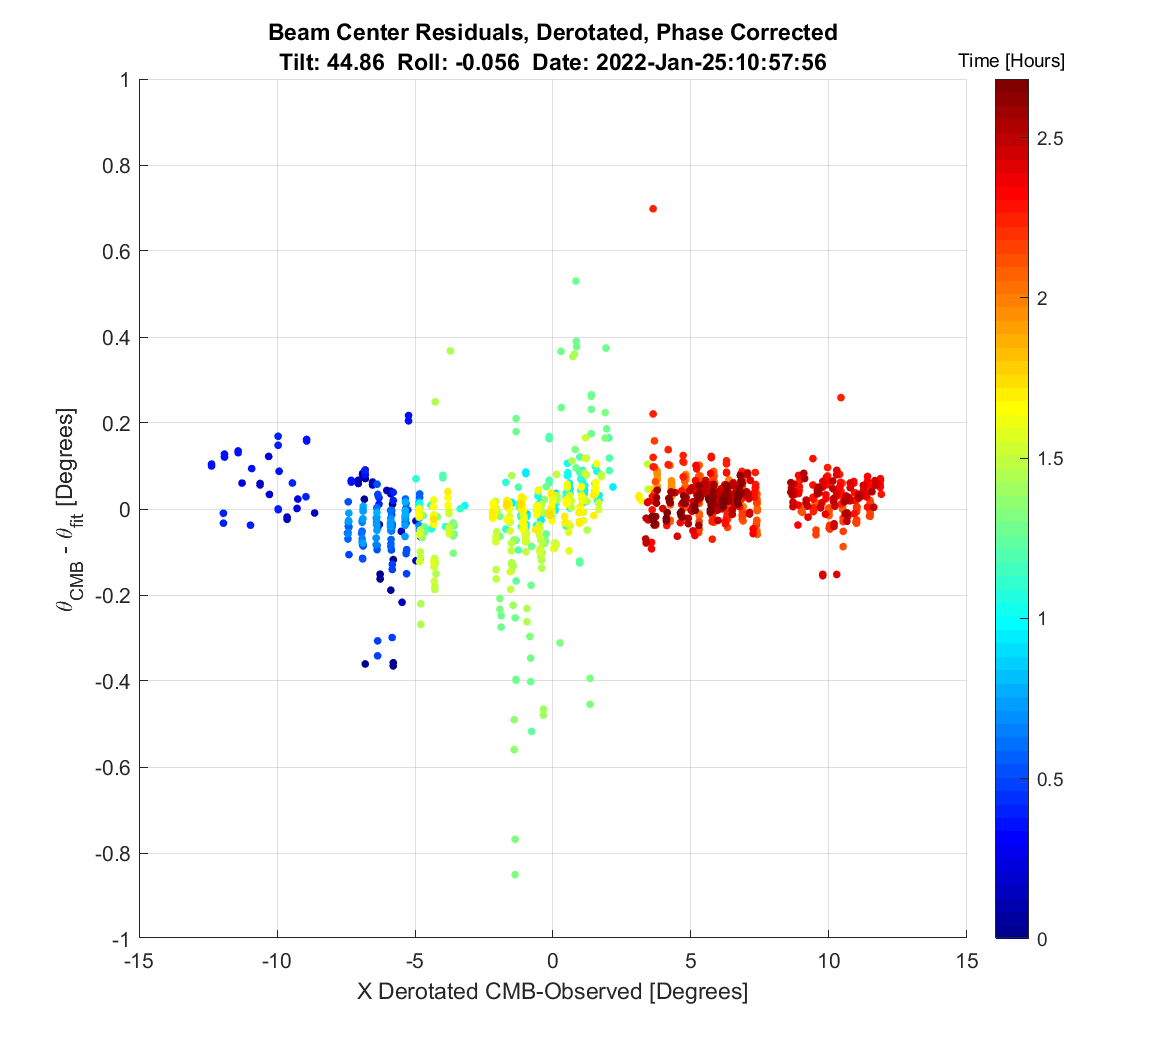 Beam Center Residuals, Derotated, Phase Corrected
Tilt: 44.86 Roll: -0.056 Date: 2022-Jan-25:10:57:56
Time [Hours]
1
0.8
0.6
0.4
0.2
0
-0.2
-0.4
-0.6
-0.8
-1
θCMB - θfit [Degrees]
-15 -10 -5 0 5 10 15
X Derotated CMB-Observed [Degrees]
2.5
2
1.5
1
0.5
0